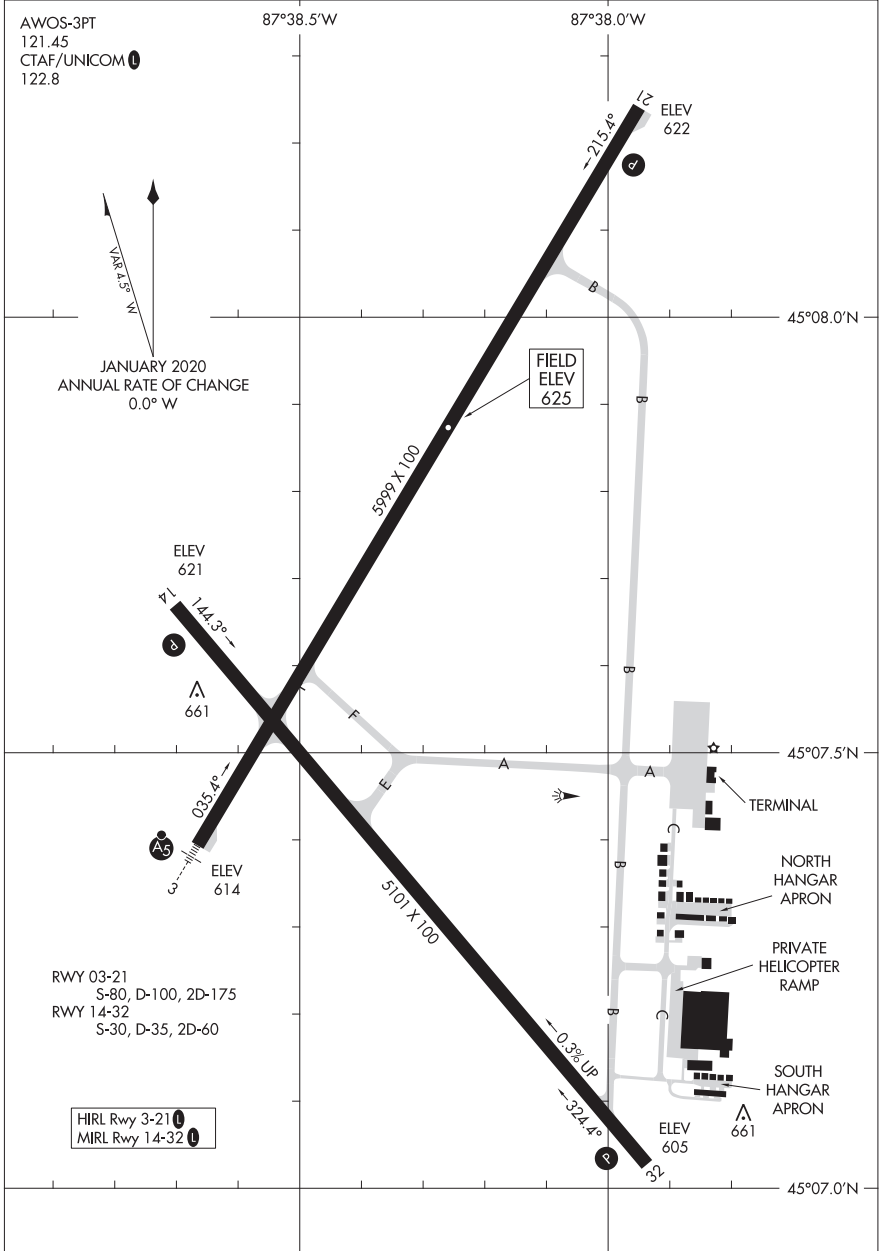 AWOS-3PT
121.45
CTAF/UNICOM L
122.8
87°38.5'W
87°38.0'W
21
ELEV
622
215.4°
P
VAR 4.5° W
B
45°08.0'N
JANUARY 2020
ANNUAL RATE OF CHANGE
0.0° W
FIELD
ELEV
625
B
5999 X 100
ELEV
621
14
144.3°
P
661
B
F
45°07.5'N
A
A
035.4°
E
TERMINAL
C
A5
ELEV
614
3
B
NORTH
HANGAR
APRON
5101 X 100
PRIVATE
HELICOPTER
RAMP
RWY 03-21
S-80, D-100, 2D-175
RWY 14-32
S-30, D-35, 2D-60
B
C
0.3% UP
324.4°
SOUTH
HANGAR
APRON
HIRL Rwy 3-21 L
MIRL Rwy 14-32 L
661
ELEV
605
P
32
45°07.0'N